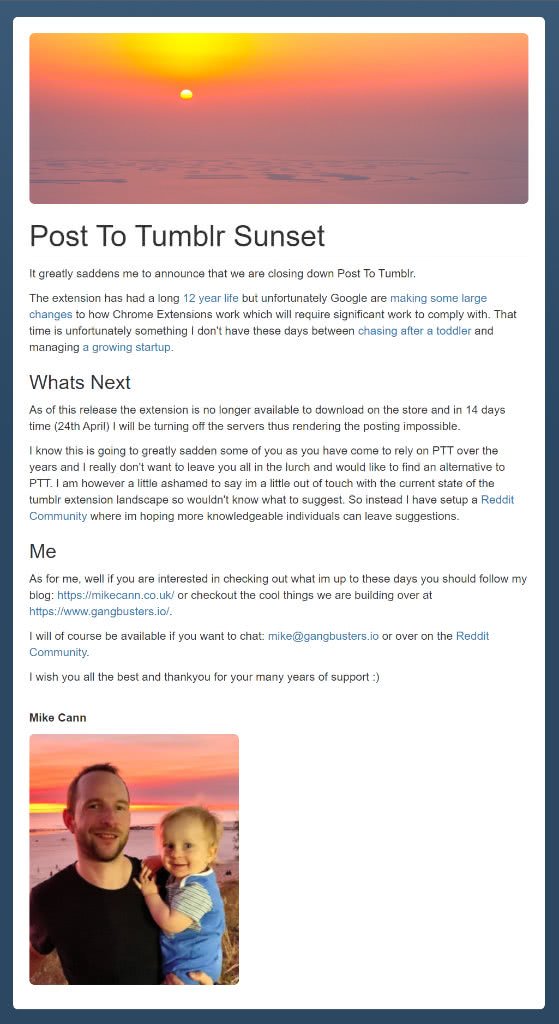 Post To Tumblr Sunset
It greatly saddens me to announce that we are closing down Post To Tumblr.
The extension has had a long 12 year life but unfortunately Google are making some large
changes to how Chrome Extensions work which will require significant work to comply with. That
time is unfortunately something I don't have these days between chasing after a toddler and
managing a growing startup.
Whats Next
As of this release the extension is no longer available to download on the store and in 14 days
time (24th April) I will be turning off the servers thus rendering the posting impossible.
I know this is going to greatly sadden some of you as you have come to rely on PTT over the
years and I really don't want to leave you all in the lurch and would like to find an alternative to
PTT. I am however a little ashamed to say im a little out of touch with the current state of the
tumblr extension landscape so wouldn't know what to suggest. So instead I have setup a Reddit
Community where im hoping more knowledgeable individuals can leave suggestions.
Me
As for me, well if you are interested in checking out what im up to these days you should follow my
blog: https://mikecann.co.uk/ or checkout the cool things we are building over at
https://www.gangbusters.io/.
I will of course be available if you want to chat: mike@gangbusters.io or over on the Reddit
Community.
I wish you all the best and thankyou for your many years of support :)
Mike Cann